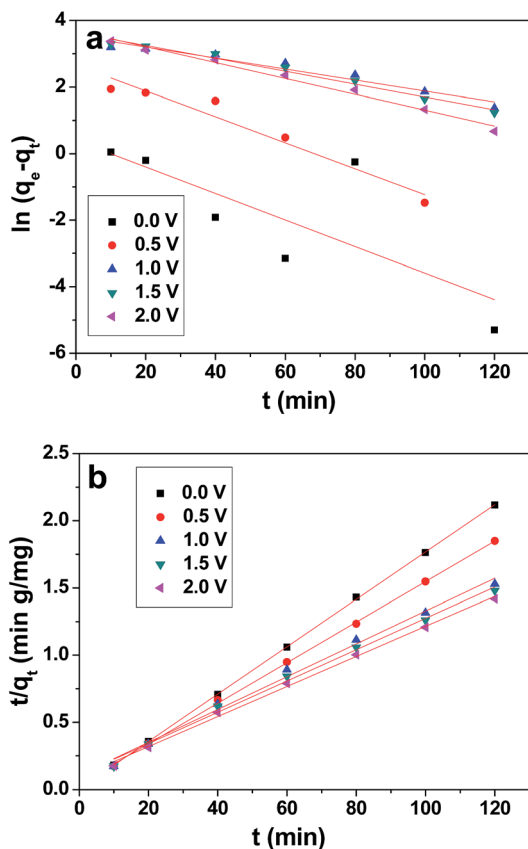 a
ln (qe-qt)
4
2
0
-2
-4
-6
0.0 V
0.5 V
1.0 V
1.5 V
2.0 V
0 20 40 60 80 100 120
t (min)
b
t/qt (min g/mg)
2.5
2.0
1.5
1.0
0.5
0.0
0.0 V
0.5 V
1.0 V
1.5 V
2.0 V
0 20 40 60 80 100 120
t (min)